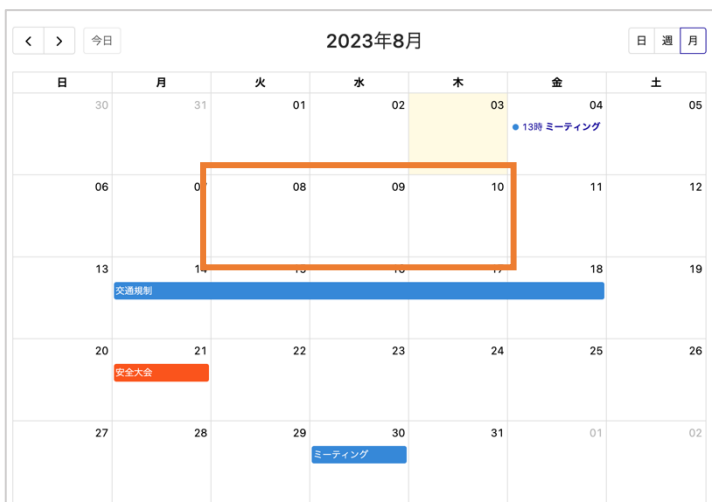 今日
2023年8月
日 週 月
日 月 火 水 木 金 土
30 31 01 02 03 04 05
13時 ミーティング
06 08 09 10 11 12
13 14 15 16 17 18 19
交通規制
20 21 22 23 24 25 26
安全大会
27 28 29 30 31 01 02
ミーティング